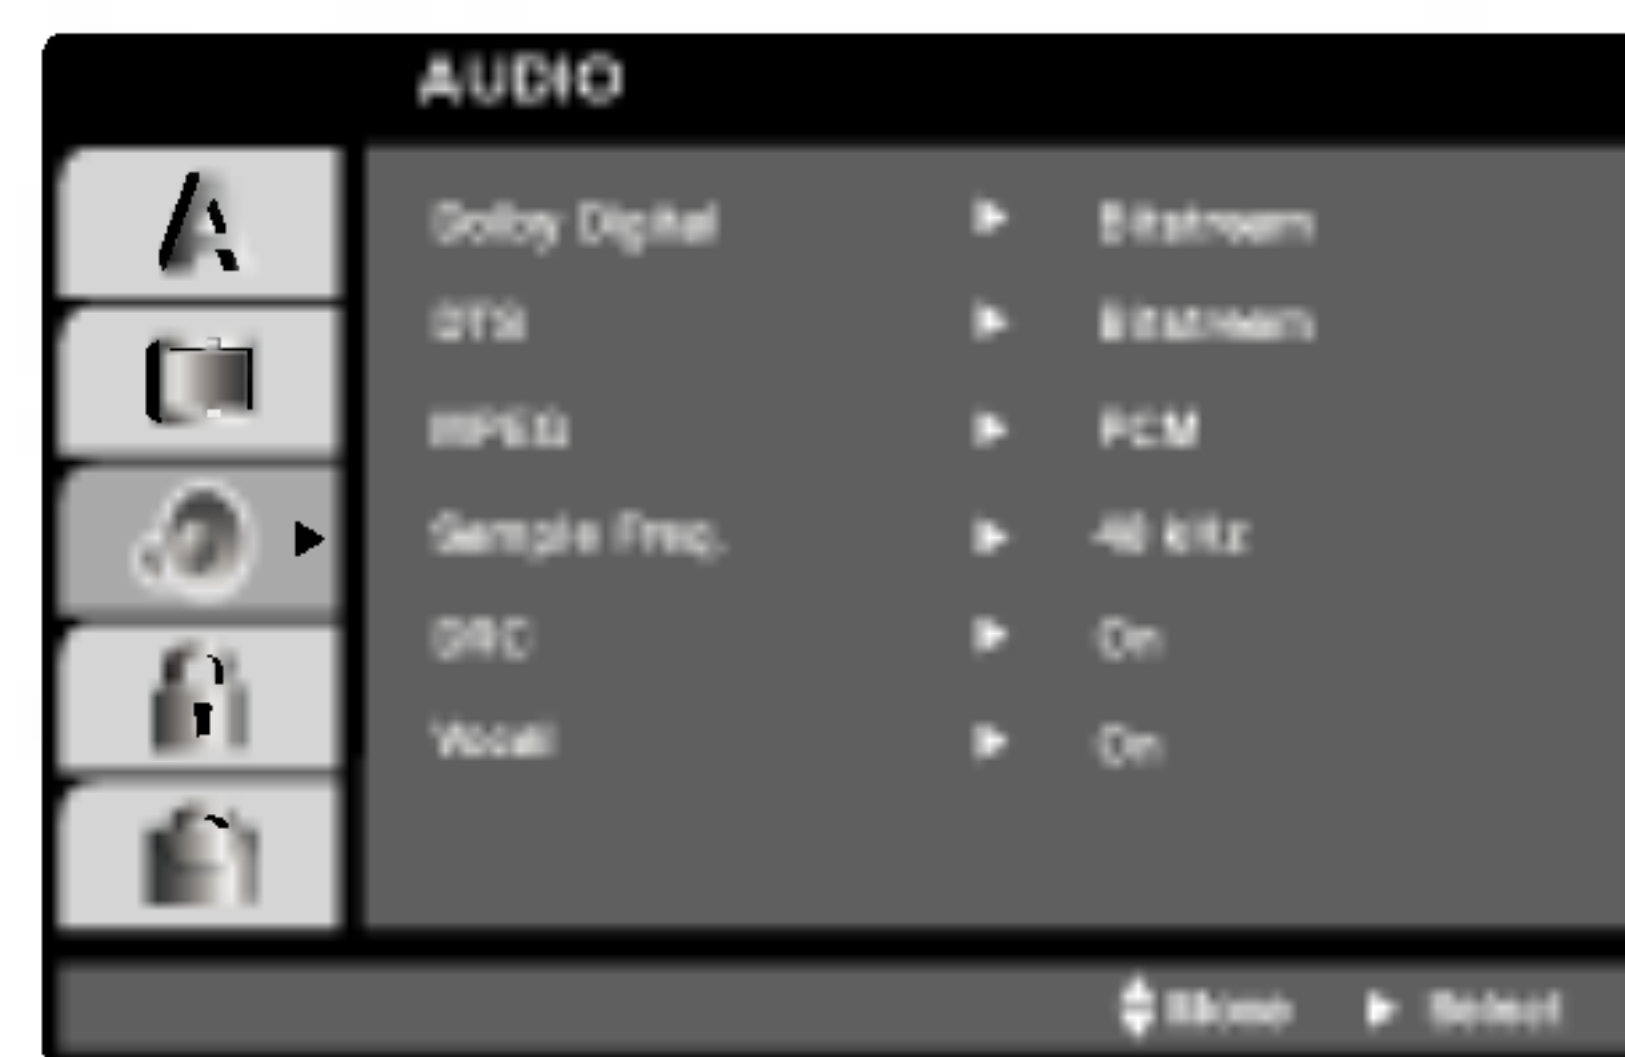 AUDIO
Dolby Digital Bitstream
DTS Bitstream
MPEG PCM
Sample Freq. 48 kHz
DRC On
Vocal On
Move Select